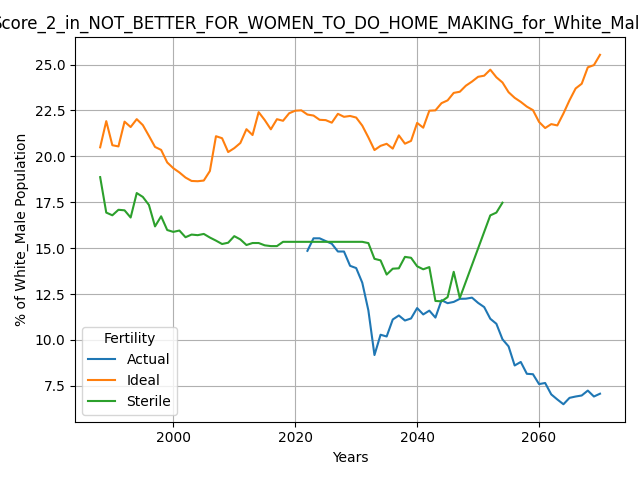 Score_2_in_NOT_BETTER_FOR_WOMEN_TO_DO_HOME_MAKING_for_White_Mal
% of White_Male Population
25.0
22.5
20.0
17.5
15.0
12.5
10.0
7.5
Fertility
Actual
Ideal
Sterile
2000
2020
2040
2060
Years